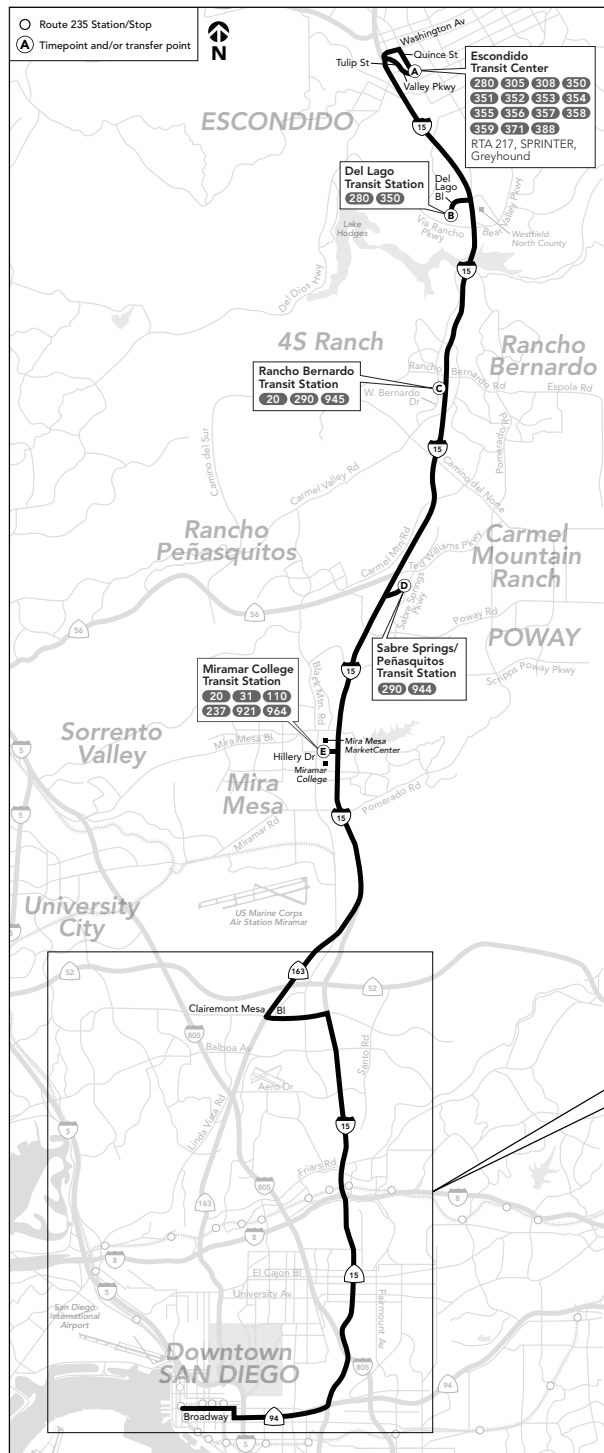 Route 235 Station/Stop
A Timepoint and/or transfer point
N
Washington Av
Quince St
Tulip St
A
Valley Pkwy
Escondido
Transit Center
280 305 308 350
351 352 353 354
355 356 357 358
359 371 388
RTA 217, SPRINTER,
Greyhound
ESCONDIDO
15
Del Lago
Transit Station
280 350
Del
Lago
Bl
B
Via Rancho
Pkwy
Bear Valley Pkwy
Westfield
North County
Lake
Hodges
Del Dios Hwy
15
4S Ranch
Rancho
Bernardo
Rancho Bernardo Rd
Rancho Bernardo
Transit Station
20 290 945
C
W. Bernardo
Dr
Espola Rd
Pomerado Rd
15
Camino del Norte
Camino del Sur
Carmel Valley Rd
Rancho
Peñasquitos
Carmel Mtn Rd
Ted Williams Pkwy
Carmel
Mountain
Ranch
D
Sabre Springs
Pkwy
56
56
Poway Rd
POWAY
Sabre Springs/
Peñasquitos
Transit Station
290 944
Scripps Poway Pkwy
15
Black Mtn Rd
Miramar College
Transit Station
20 31 110
237 921 964
Sorrento
Valley
5
Mira Mesa Bl
E
Mira Mesa
MarketCenter
Hillery Dr
Miramar
College
Mira
Mesa
Pomerado Rd
15
5
Miramar Rd
University
City
US Marine Corps
Air Station Miramar
163
52
52
Clairemont Mesa Bl
805
Balboa Av
Santo Rd
Aero Dr
Linda Vista Rd
15
5
Friars Rd
805
8
163
8
8
15
El Cajon Bl
University Av
5
Fairmount Av
San Diego
International
Airport
Downtown
SAN DIEGO
805
94
Broadway
94
5
5